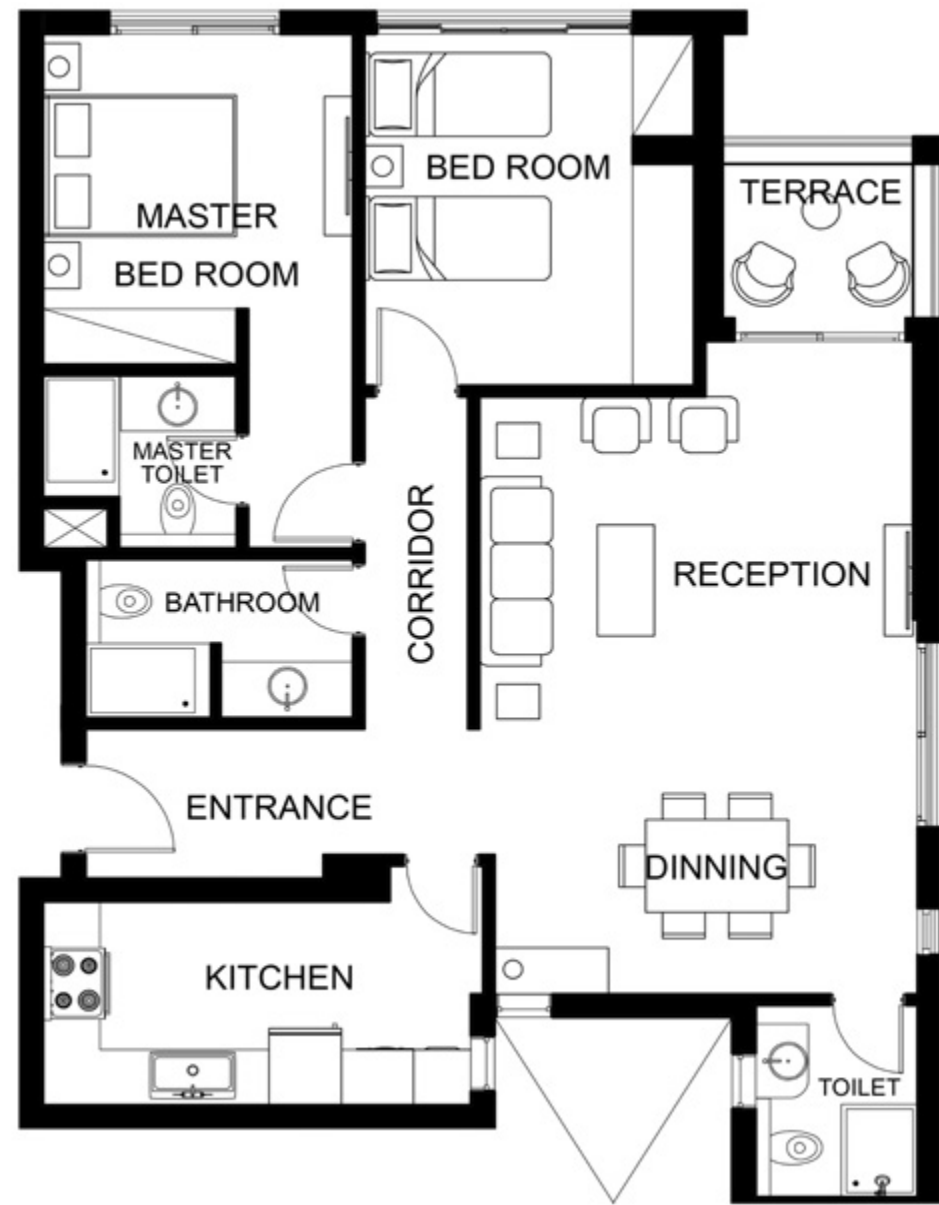 MASTER
BED ROOM
BED ROOM
TERRACE
MASTER
TOILET
BATHROOM
CORRIDOR
RECEPTION
ENTRANCE
DINNING
KITCHEN
TOILET